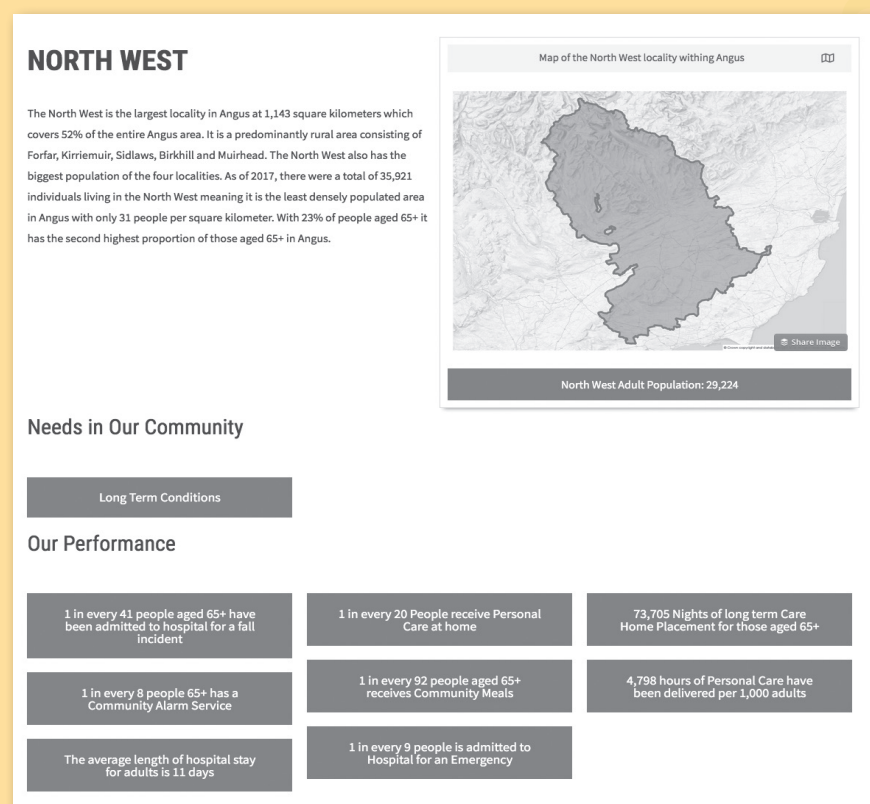 NORTH WEST
The North West is the largest locality in Angus at 1,143 square kilometers which
covers 52% of the entire Angus area. It is a predominantly rural area consisting of
Forfar, Kirriemuir, Sidlaws, Birkhill and Muirhead. The North West also has the
biggest population of the four localities. As of 2017, there were a total of 35,921
individuals living in the North West meaning it is the least densely populated area
in Angus with only 31 people per square kilometer. With 23% of people aged 65+ it
has the second highest proportion of those aged 65+ in Angus.
Map of the North West locality withing Angus
Share Image
North West Adult Population: 29,224
Needs in Our Community
Long Term Conditions
Our Performance
1 in every 41 people aged 65+ have
been admitted to hospital for a fall
incident
1 in every 8 people 65+ has a
Community Alarm Service
The average length of hospital stay
for adults is 11 days
1 in every 20 People receive Personal
Care at home
1 in every 92 people aged 65+
receives Community Meals
1 in every 9 people is admitted to
Hospital for an Emergency
73,705 Nights of long term Care
Home Placement for those aged 65+
4,798 hours of Personal Care have
been delivered per 1,000 adults